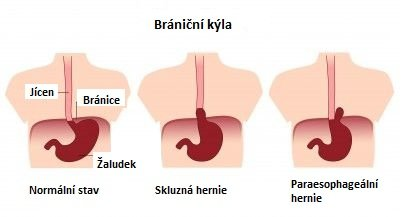 Brániční kýla
Jícen
Bránice
Žaludek
Normální stav
Skluzná hernie
Paraesophageální
hernie